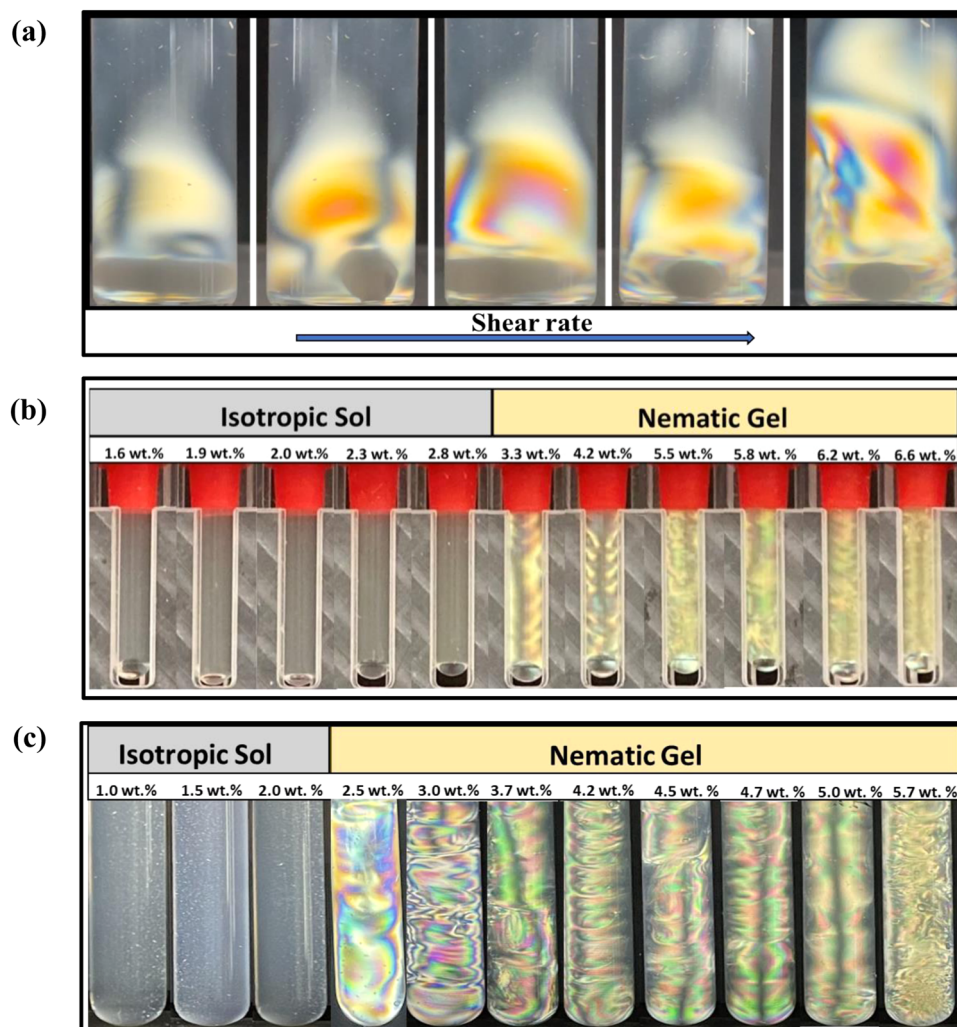 (a)
Shear rate
(b)
Isotropic Sol Nematic Gel
1.6 wt.% 1.9 wt.% 2.0 wt.% 2.3 wt.% 2.8 wt.% 3.3 wt.% 4.2 wt.% 5.5 wt.% 5.8 wt.% 6.2 wt.% 6.6 wt.%
(c)
Isotropic Sol Nematic Gel
1.0 wt.% 1.5 wt.% 2.0 wt.% 2.5 wt.% 3.0 wt.% 3.7 wt.% 4.2 wt.% 4.5 wt. % 4.7 wt. % 5.0 wt. % 5.7 wt. %